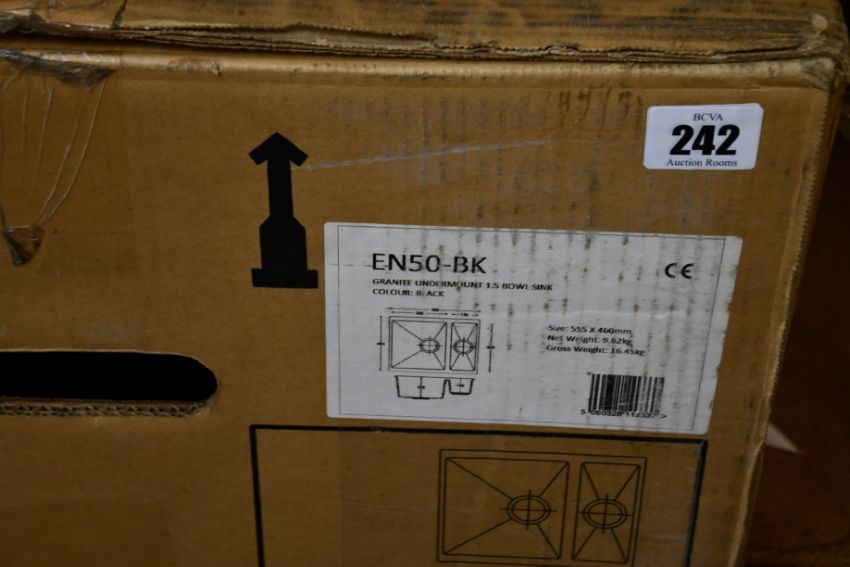 BCVA
242
Auction Rooms
EN50-BK
CE
GRANITE UNDERMOUNT 1.5 BOWL SINK
COLOUR: BLACK
Size: 555 X 460mm
Net Weight: 9.62kg
Gross Weight: 16.45kg